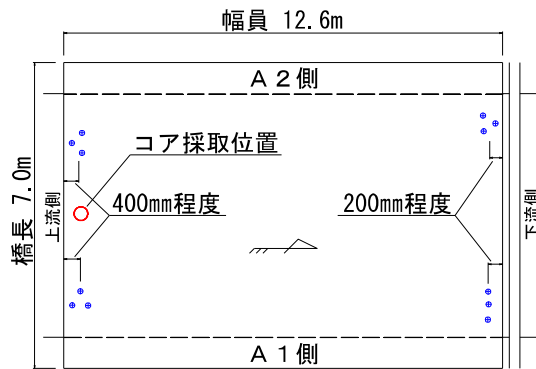 幅員 12.6m
A2側
コア採取位置
400mm程度
200mm程度
橋長 7.0m
上流側
下流側
A1側